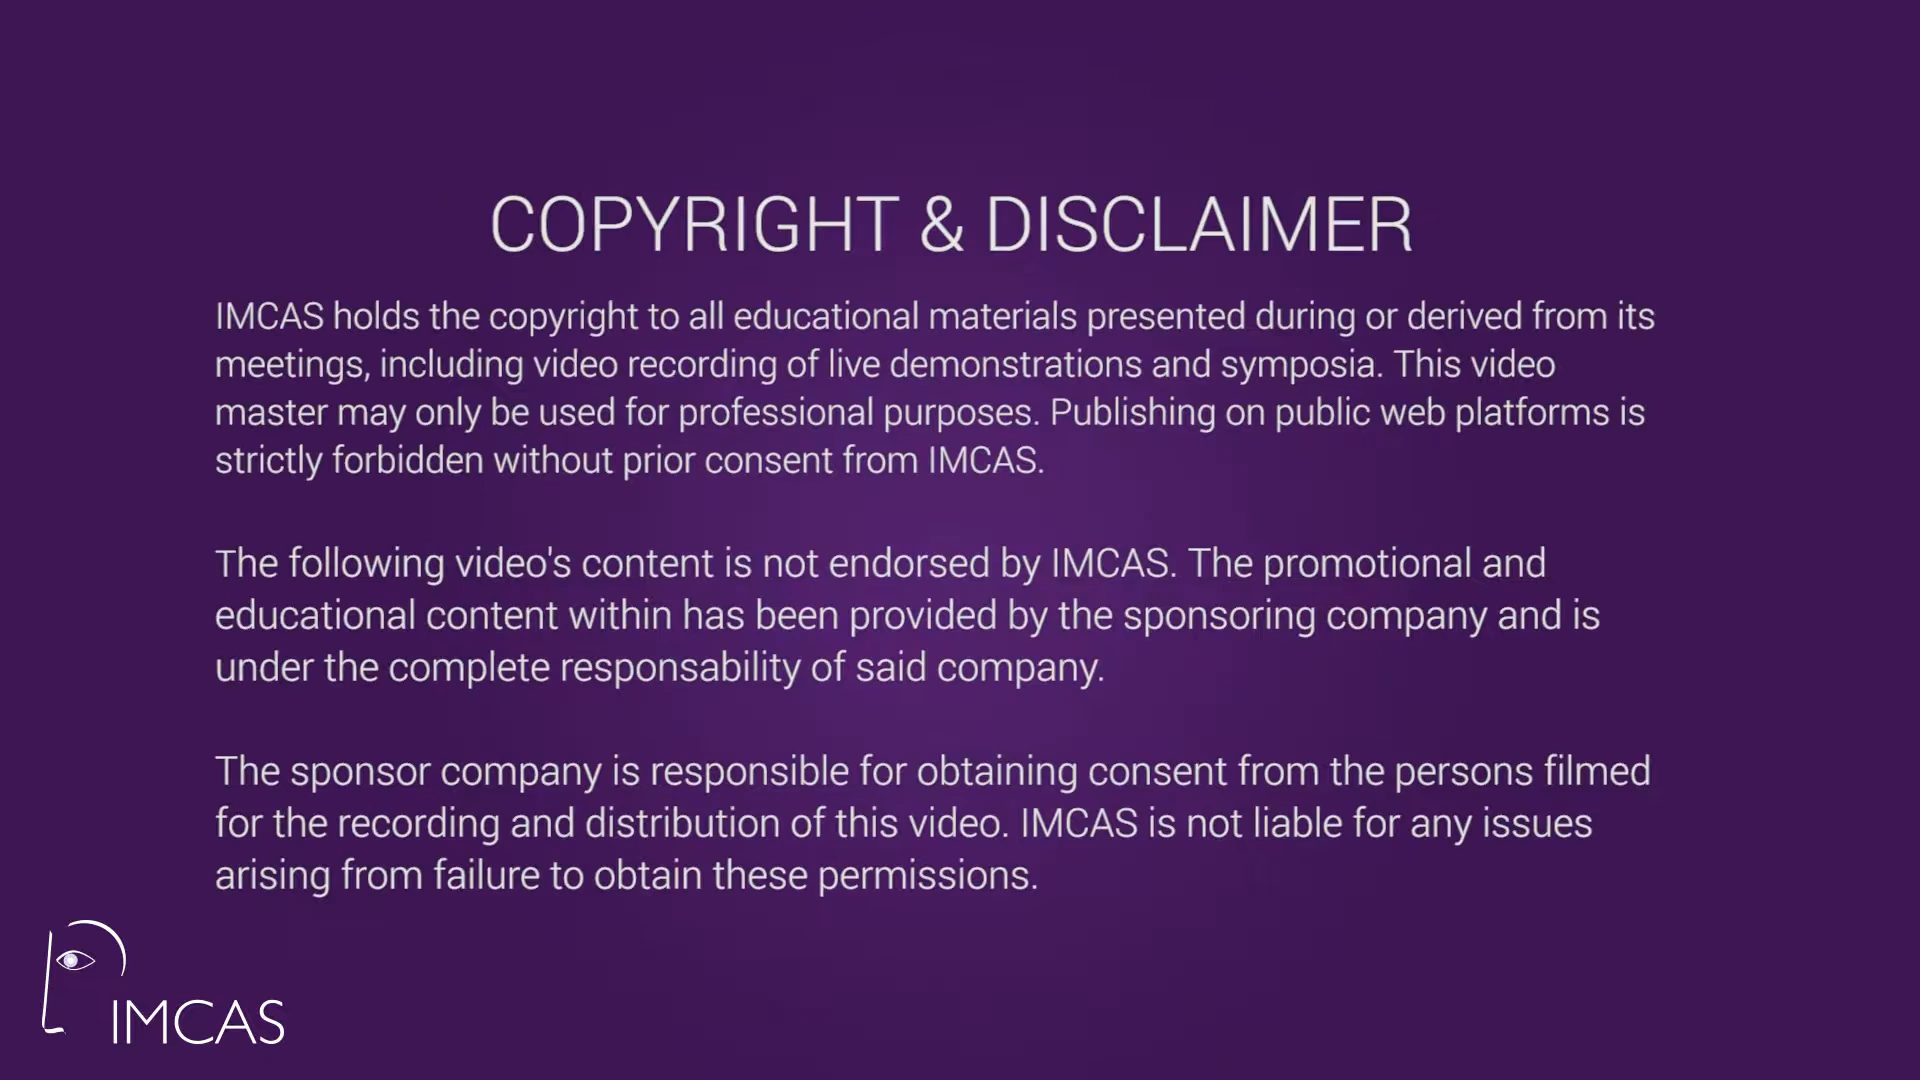 COPYRIGHT & DISCLAIMER
IMCAS holds the copyright to all educational materials presented during or derived from its
meetings, including video recording of live demonstrations and symposia. This video
master may only be used for professional purposes. Publishing on public web platforms is
strictly forbidden without prior consent from IMCAS.
The following video's content is not endorsed by IMCAS. The promotional and
educational content within has been provided by the sponsoring company and is
under the complete responsability of said company.
The sponsor company is responsible for obtaining consent from the persons filmed
for the recording and distribution of this video. IMCAS is not liable for any issues
arising from failure to obtain these permissions.
IMCAS